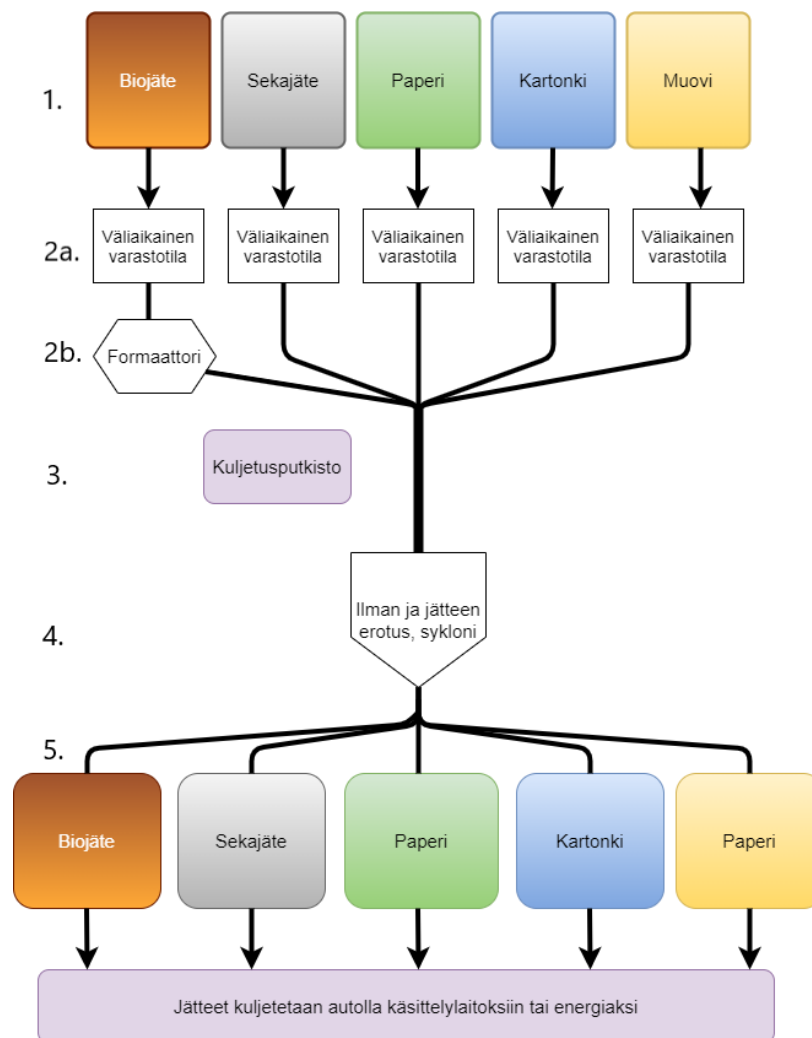 1.
Biojäte
Sekajäte
Paperi
Kartonki
Muovi
2a.
Väliaikainen
varastotila
Väliaikainen
varastotila
Väliaikainen
varastotila
Väliaikainen
varastotila
Väliaikainen
varastotila
2b.
Formaattori
3.
Kuljetusputkisto
4.
Ilman ja jätteen
erotus, sykloni
5.
Biojäte
Sekajäte
Paperi
Kartonki
Paperi
Jätteet kuljetetaan autolla käsittelylaitoksiin tai energiaksi